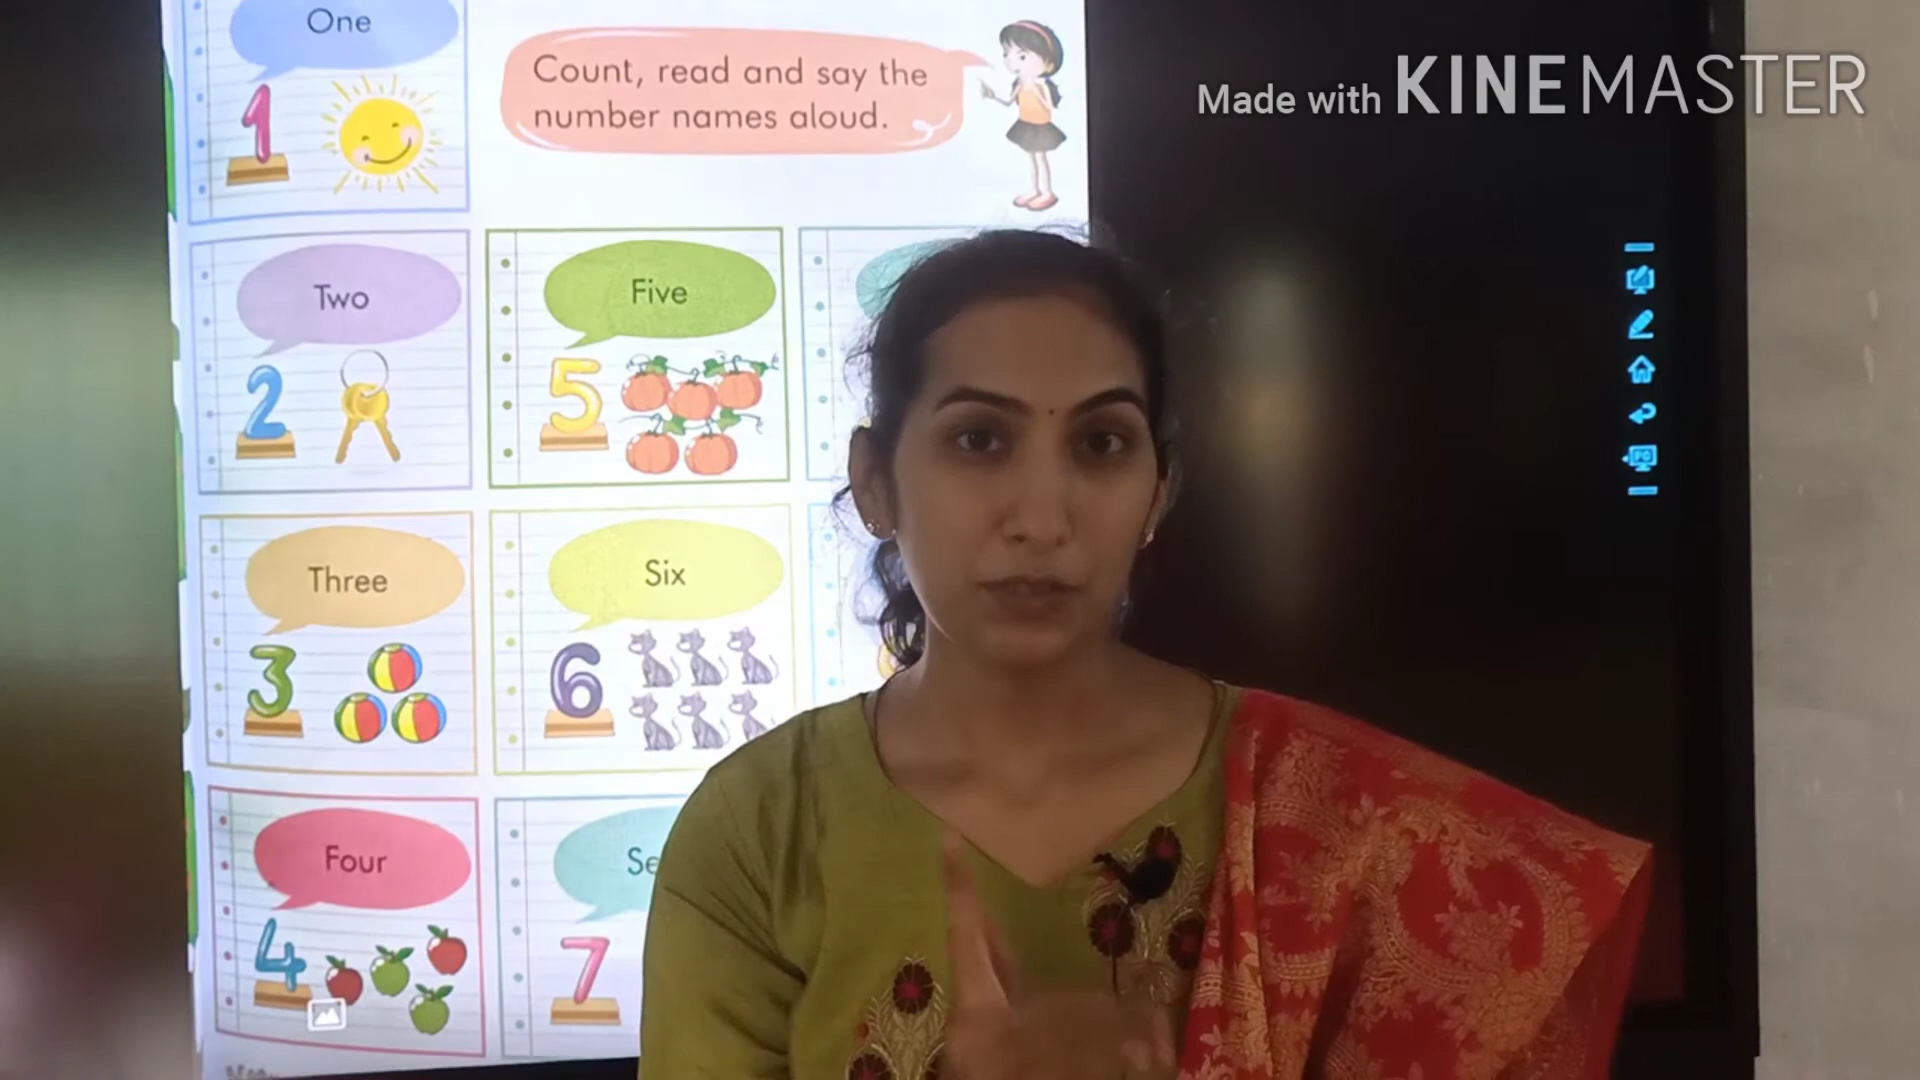 One
1
Count, read and say the
number names aloud.
Made with KINEMASTER
Two
2
Five
5
Three
3
Six
6
Four
4
7
PC